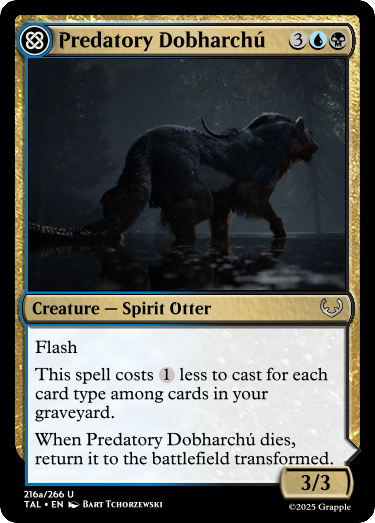 Predatory Dobharchú 3
Creature — Spirit Otter
Flash
This spell costs 1 less to cast for each
card type among cards in your
graveyard.
When Predatory Dobharchú dies,
return it to the battlefield transformed.
3/3
216a/266 U
TAL • EN Bart Tchorzewski
©2025 Grapple